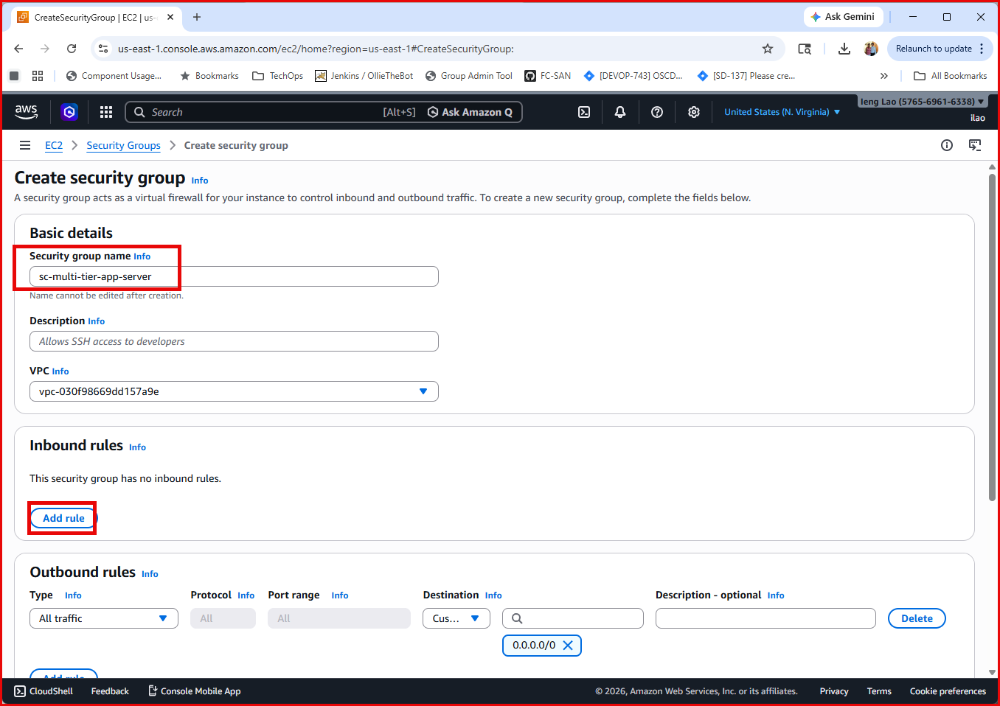 CreateSecurityGroup | EC2 | us-
Ask Gemini
us-east-1.console.aws.amazon.com/ec2/home?region=us-east-1#CreateSecurityGroup:
Relaunch to update
Component Usage... Bookmarks TechOps Jenkins / OllieTheBot Group Admin Tool FC-SAN [DEVOP-743] OSCD... [SD-137] Please cre... » All Bookmarks
aws Search [Alt+S] Ask Amazon Q United States (N. Virginia) Ieng Lao (5765-6961-6338)
ilao
EC2 Security Groups Create security group
Create security group Info
A security group acts as a virtual firewall for your instance to control inbound and outbound traffic. To create a new security group, complete the fields below.
Basic details
Security group name Info
sc-multi-tier-app-server
Name cannot be edited after creation.
Description Info
Allows SSH access to developers
VPC Info
vpc-030f98669dd157a9e
Inbound rules Info
This security group has no inbound rules.
Add rule
Outbound rules Info
Type Info Protocol Info Port range Info Destination Info Description - optional Info
All traffic All All Cus... Delete
0.0.0.0/0
Add rule
CloudShell Feedback Console Mobile App © 2026, Amazon Web Services, Inc. or its affiliates. Privacy Terms Cookie preferences